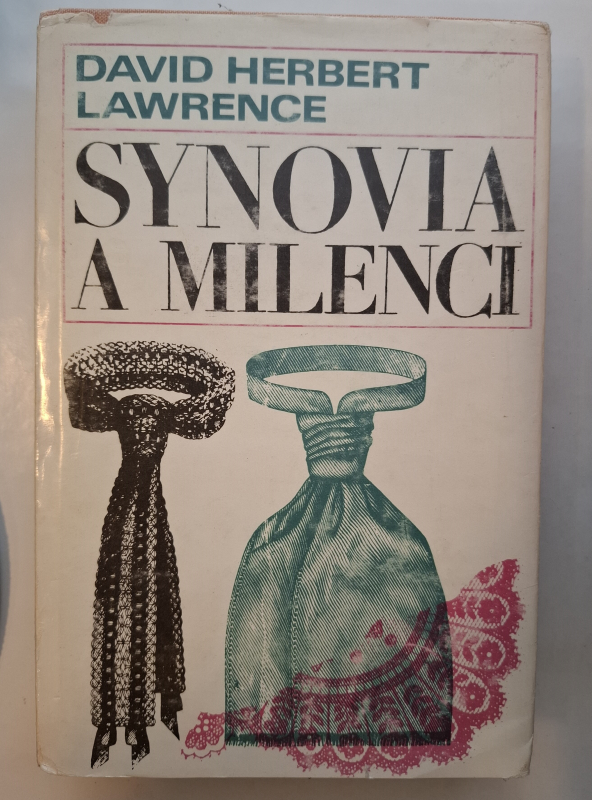 DAVID HERBERT
LAWRENCE
SYNOVIA
A MILENCI